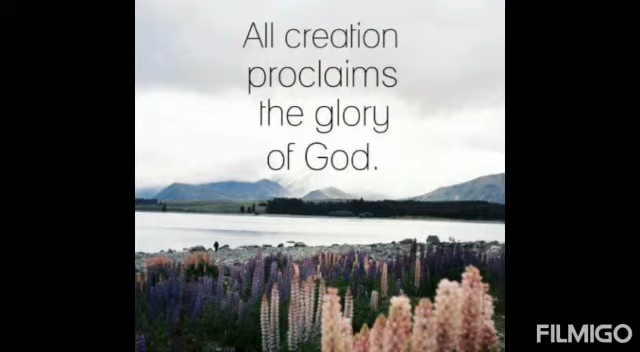 All creation
proclaims
the glory
of God.
FILMIGO